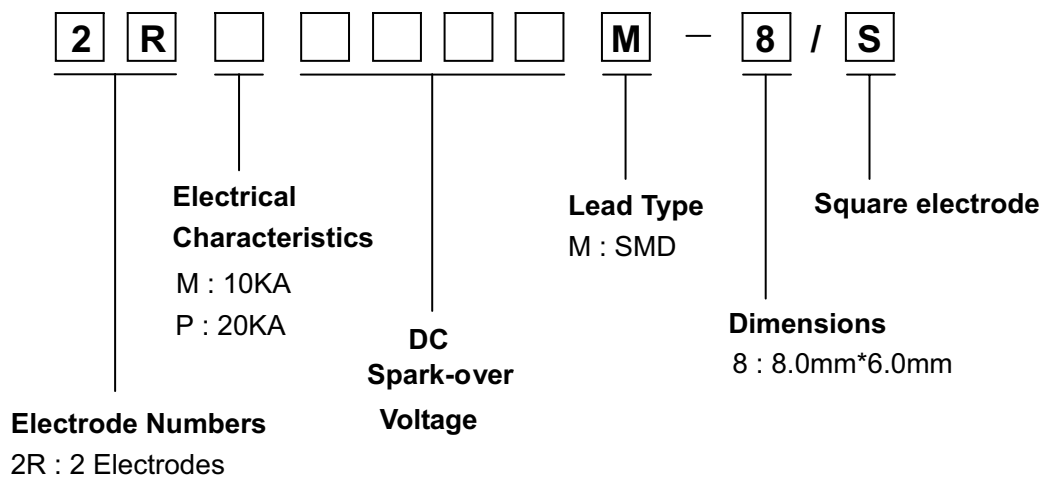 2 R M － 8 / S
Electrical
Characteristics
M : 10KA
P : 20KA
Lead Type
M : SMD
Square electrode
DC
Spark-over
Voltage
Dimensions
8 : 8.0mm*6.0mm
Electrode Numbers
2R : 2 Electrodes